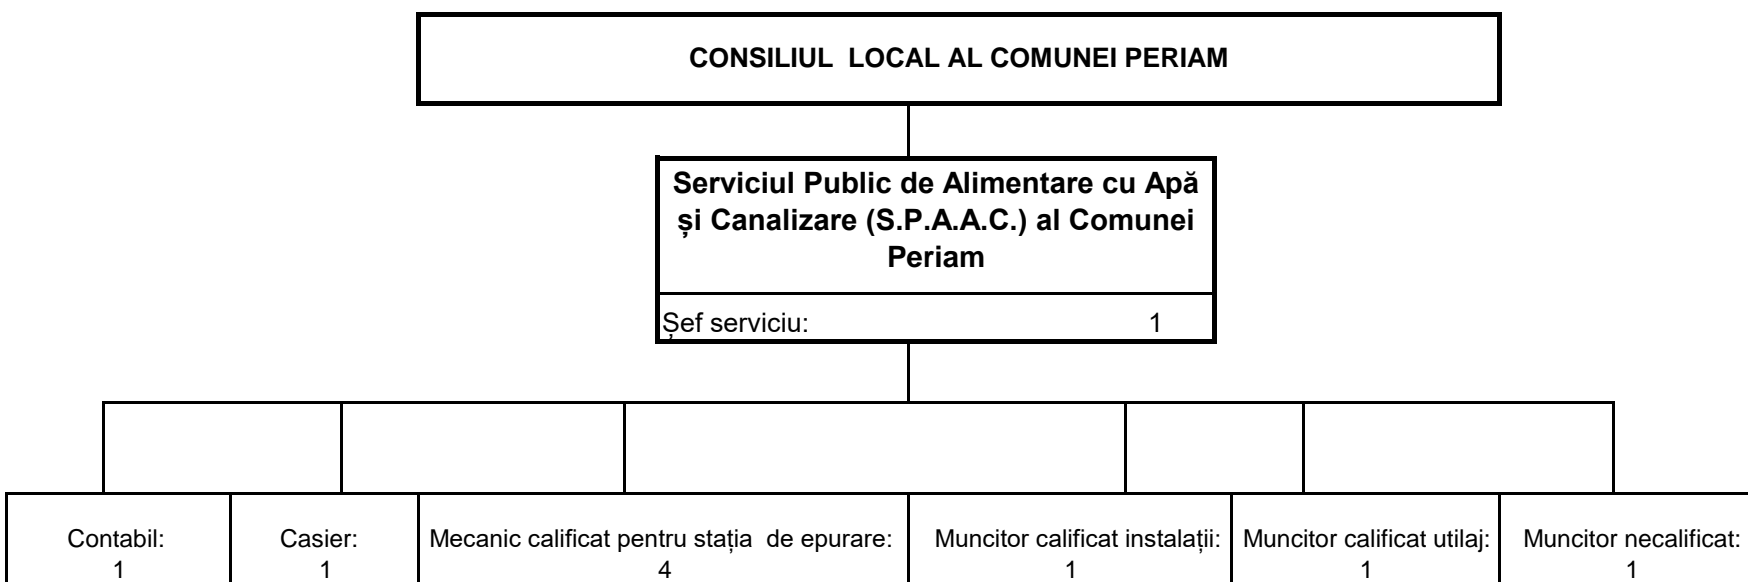 CONSILIUL LOCAL AL COMUNEI PERIAM
Serviciul Public de Alimentare cu Apă
și Canalizare (S.P.A.A.C.) al Comunei
Periam
Șef serviciu: 1
Contabil: Casier: Mecanic calificat pentru stația de epurare: Muncitor calificat instalații: Muncitor calificat utilaj: Muncitor necalificat:
1 1 4 1 1 1